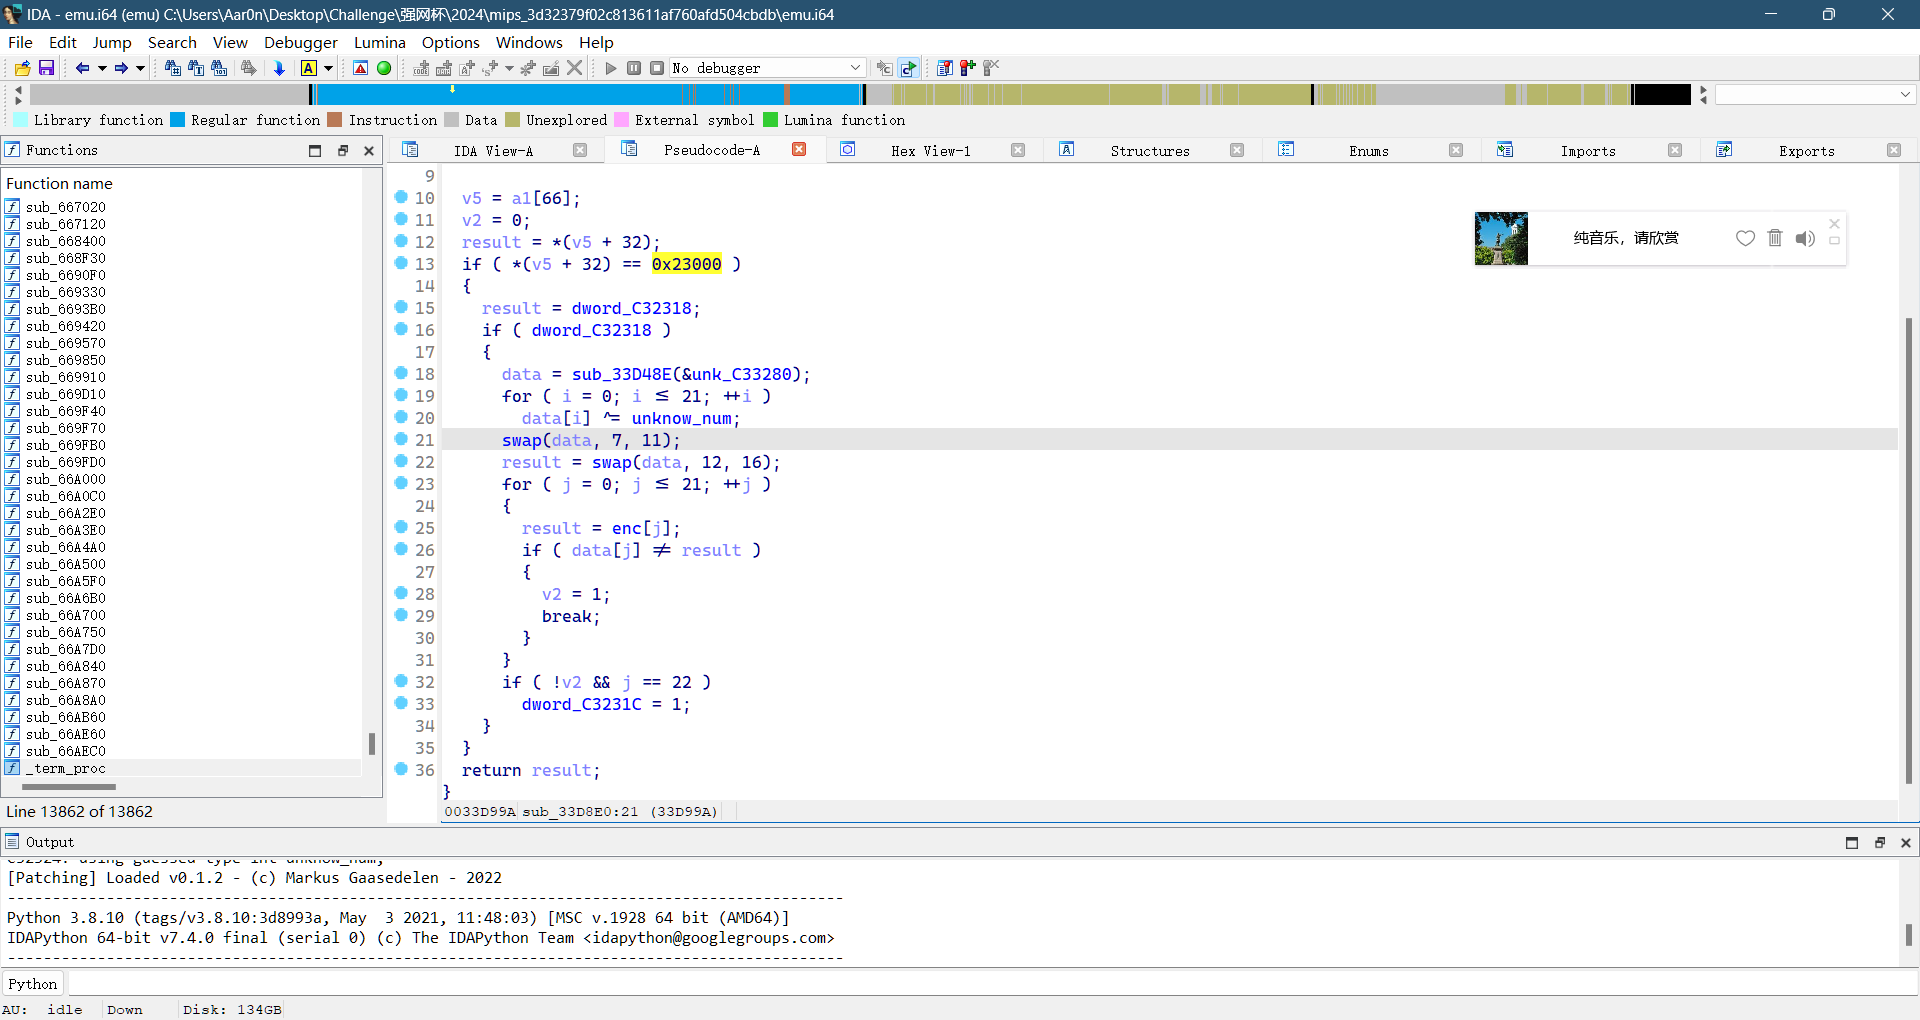 IDA - emu.i64 (emu) C:\Users\Aar0n\Desktop\Challenge\强网杯\2024\mips_3d32379f02c813611af760afd504cbdb\emu.i64
File Edit Jump Search View Debugger Lumina Options Windows Help
No debugger
Library function Regular function Instruction Data Unexplored External symbol Lumina function
Functions
IDA View-A Pseudocode-A Hex View-1 Structures Enums Imports Exports
Function name
sub_667020
sub_667120
sub_668400
sub_668F30
sub_6690F0
sub_669330
sub_6693B0
sub_669420
sub_669570
sub_669850
sub_669910
sub_669D10
sub_669F40
sub_669F70
sub_669FB0
sub_669FD0
sub_66A000
sub_66A0C0
sub_66A2E0
sub_66A3E0
sub_66A4A0
sub_66A500
sub_66A5F0
sub_66A6B0
sub_66A700
sub_66A750
sub_66A7D0
sub_66A840
sub_66A870
sub_66A8A0
sub_66AB60
sub_66AE60
sub_66AEC0
_term_proc
Line 13862 of 13862
9
10 v5 = a1[66];
11 v2 = 0;
12 result = *(v5 + 32);
13 if ( *(v5 + 32) == 0x23000 )
14 {
15 result = dword_C32318;
16 if ( dword_C32318 )
17 {
18 data = sub_33D48E(&unk_C33280);
19 for ( i = 0; i <= 21; ++i )
20 data[i] ^= unknow_num;
21 swap(data, 7, 11);
22 result = swap(data, 12, 16);
23 for ( j = 0; j <= 21; ++j )
24 {
25 result = enc[j];
26 if ( data[j] != result )
27 {
28 v2 = 1;
29 break;
30 }
31 }
32 if ( !v2 && j == 22 )
33 dword_C3231C = 1;
34 }
35 }
36 return result;
}
0033D99A sub_33D8E0:21 (33D99A)
纯音乐，请欣赏
Output
C32324: using guessed type int unknow_num;
[Patching] Loaded v0.1.2 - (c) Markus Gaasedelen - 2022
Python 3.8.10 (tags/v3.8.10:3d8993a, May 3 2021, 11:48:03) [MSC v.1928 64 bit (AMD64)]
IDAPython 64-bit v7.4.0 final (serial 0) (c) The IDAPython Team <idapython@googlegroups.com>
Python
AU: idle Down Disk: 134GB